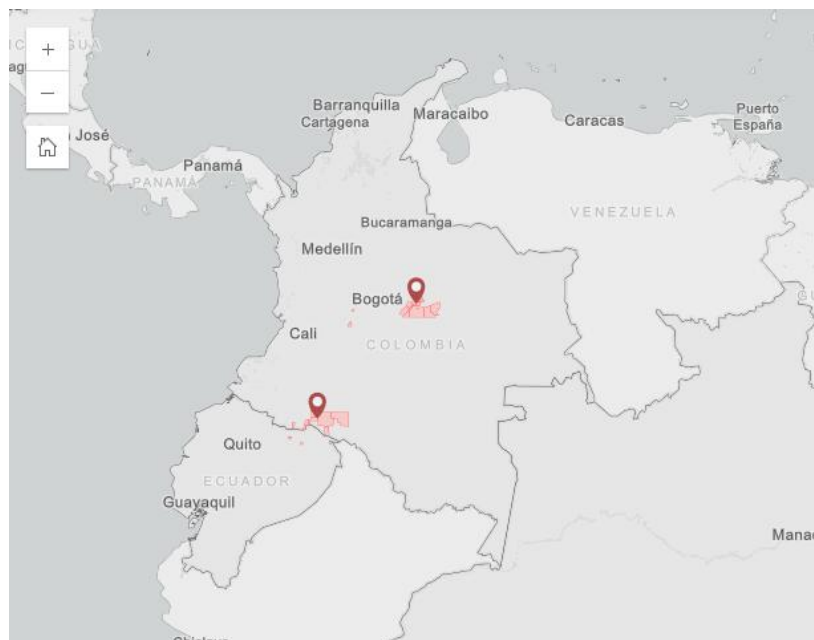 +
Barranquilla
Cartagena
Maracaibo
Caracas
Puerto
España
José
Panamá
PANAMÁ
VENEZUELA
Bucaramanga
Medellín
Bogotá
Cali
COLOMBIA
Quito
ECUADOR
Guayaquil
Mana